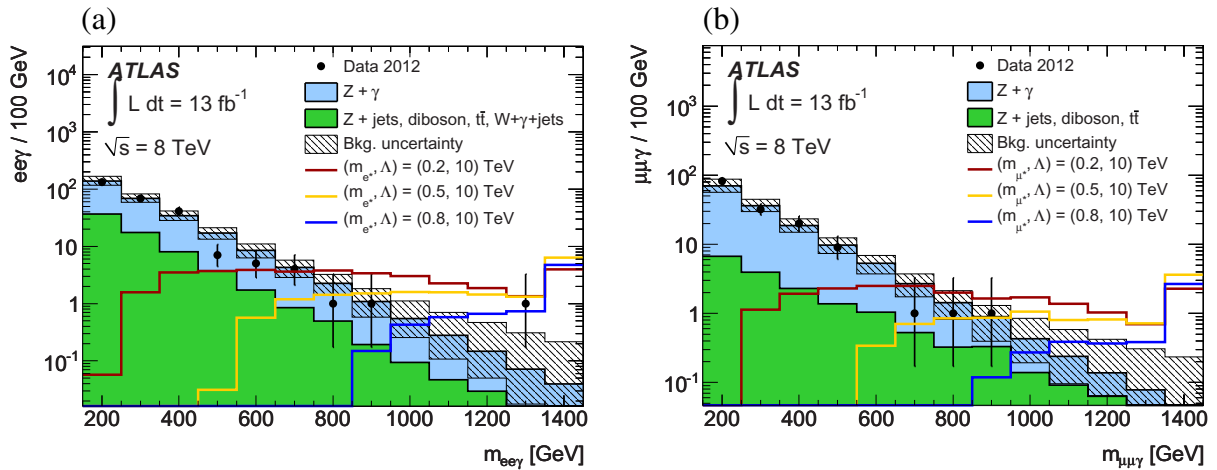 (a)
eeγ / 100 GeV
10⁴
10³
10²
10
1
10⁻¹
ATLAS
∫ L dt = 13 fb⁻¹
√s = 8 TeV
Data 2012
Z + γ
Z + jets, diboson, tt̄, W+γ+jets
Bkg. uncertainty
(m_e*, Λ) = (0.2, 10) TeV
(m_e*, Λ) = (0.5, 10) TeV
(m_e*, Λ) = (0.8, 10) TeV
200 400 600 800 1000 1200 1400
m_eeγ [GeV]
(b)
μμγ / 100 GeV
10³
10²
10
1
10⁻¹
ATLAS
∫ L dt = 13 fb⁻¹
√s = 8 TeV
Data 2012
Z + γ
Z + jets, diboson, tt̄
Bkg. uncertainty
(m_μ*, Λ) = (0.2, 10) TeV
(m_μ*, Λ) = (0.5, 10) TeV
(m_μ*, Λ) = (0.8, 10) TeV
200 400 600 800 1000 1200 1400
m_μμγ [GeV]